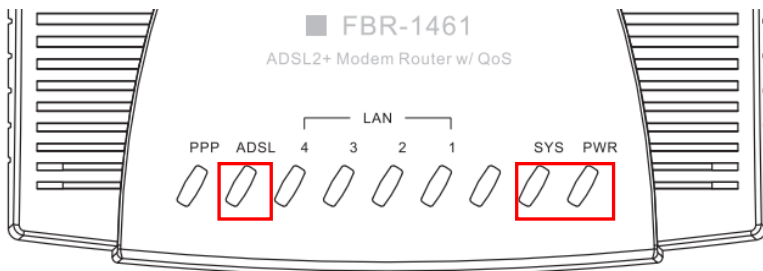 FBR-1461
ADSL2+ Modem Router w/ QoS
LAN
PPP ADSL 4 3 2 1 SYS PWR